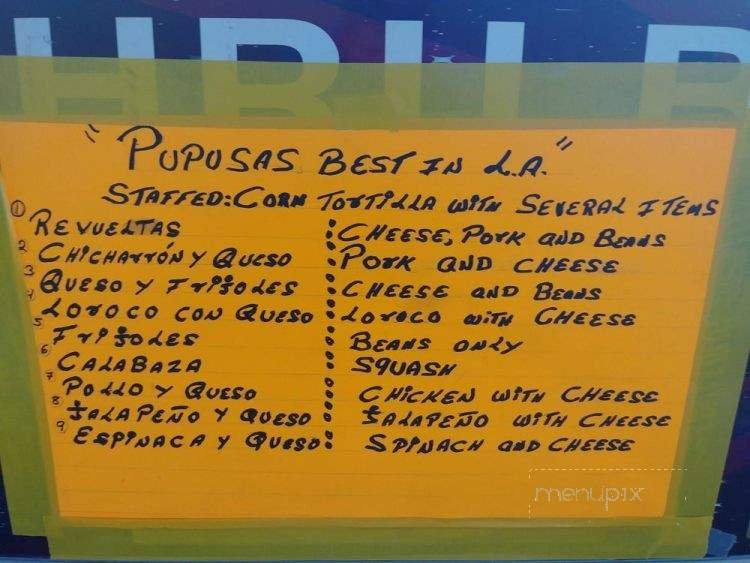 "PUPUSAS BEST IN L.A."
STAFFED: CORN TORTILLA WITH SEVERAL ITEMS
① REVUELTAS : CHEESE, PORK AND BEANS
2 CHICHARRÓN Y QUESO : PORK AND CHEESE
3 QUESO Y FRIJOLES : CHEESE AND BEANS
4 LOROCO CON QUESO : LOROCO WITH CHEESE
5 FRIJOLES : BEANS ONLY
6 CALABAZA : SQUASH
7 POLLO Y QUESO : CHICKEN WITH CHEESE
8 JALAPEÑO Y QUESO : JALAPEÑO WITH CHEESE
9 ESPINACA Y QUESO : SPINACH AND CHEESE
menupix